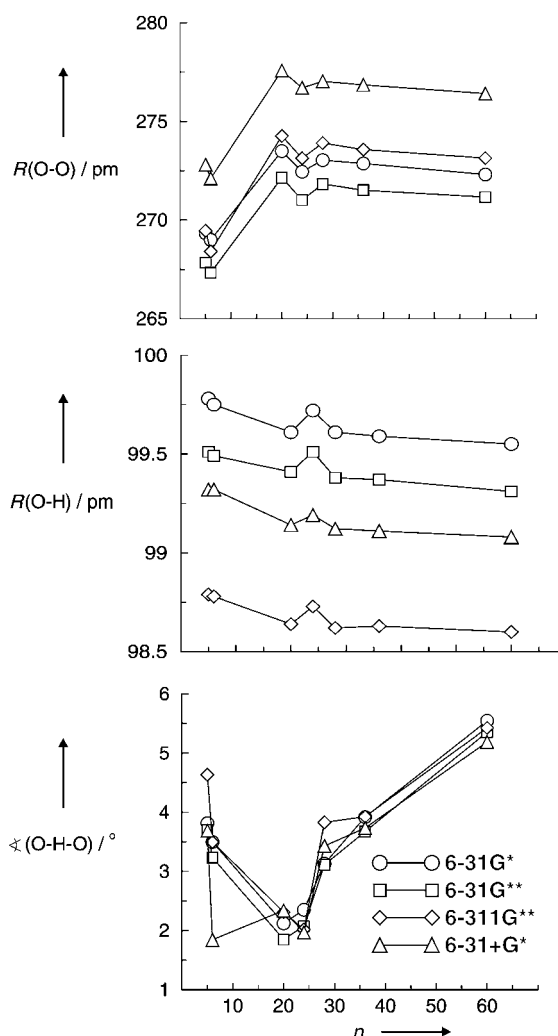 280
275
R(O-O) / pm
270
265
100
99.5
R(O-H) / pm
99
98.5
6
5
∢(O-H-O) / °
4
3
2
1
6-31G*
6-31G**
6-311G**
6-31+G*
10 20 30 40 50 60
n